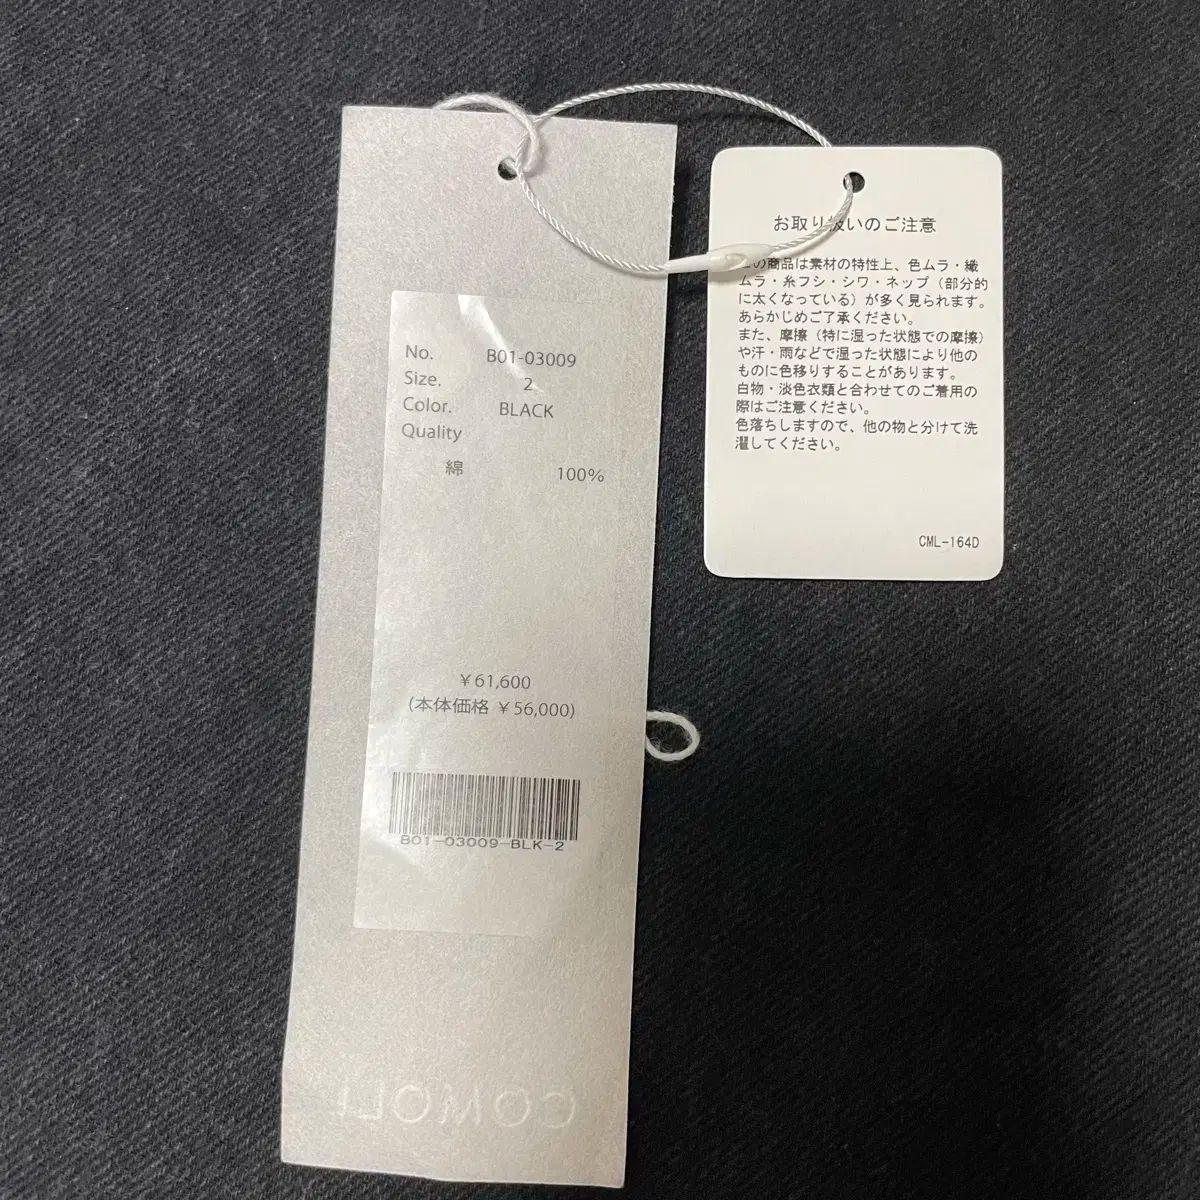 No. B01-03009
Size. 2
Color. BLACK
Quality
綿 100%
￥61,600
(本体価格 ￥56,000)
B01-03009-BLK-2
COMOLI
お取り扱いのご注意
この商品は素材の特性上、色ムラ・織
ムラ・糸フシ・シワ・ネップ（部分的
に太くなっている）が多く見られます。
あらかじめご了承ください。
また、摩擦（特に湿った状態での摩擦）
や汗・雨などで湿った状態により他の
ものに色移りすることがあります。
白物・淡色衣類と合わせてのご着用の
際はご注意ください。
色落ちしますので、他の物と分けて洗
濯してください。
CML-164D